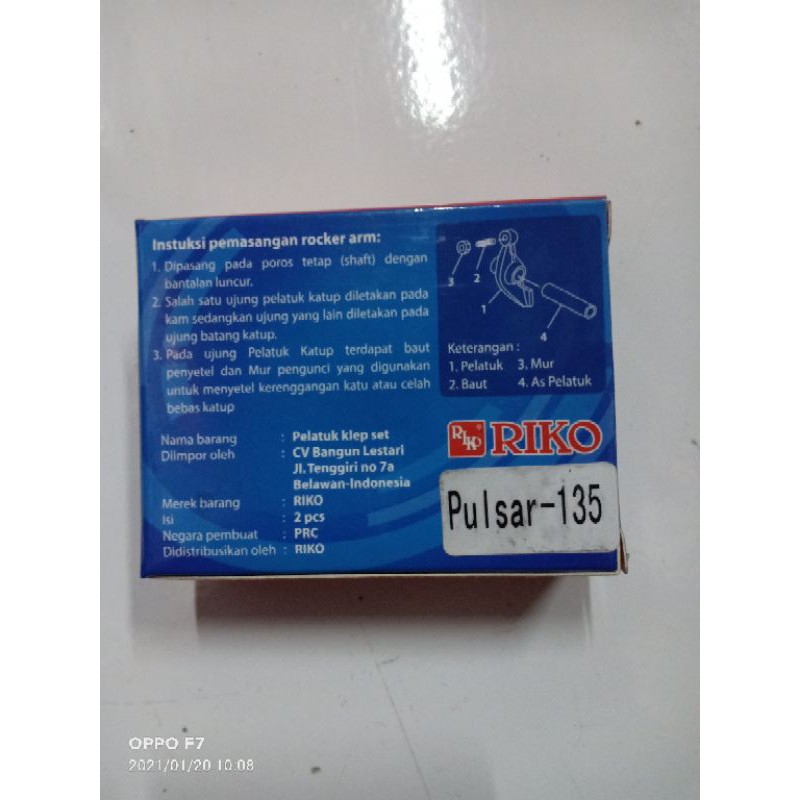 Instuksi pemasangan rocker arm:
1. Dipasang pada poros tetap (shaft) dengan
bantalan luncur.
2. Salah satu ujung pelatuk katup diletakan pada
kam sedangkan ujung yang lain diletakan pada
ujung batang katup.
3. Pada ujung Pelatuk Katup terdapat baut
penyetel dan Mur pengunci yang digunakan
untuk menyetel kerenggangan katu atau celah
bebas katup
Nama barang : Pelatuk klep set
Diimpor oleh : CV Bangun Lestari
Jl. Tenggiri no 7a
Belawan-Indonesia
Merek barang : RIKO
Isi : 2 pcs
Negara pembuat : PRC
Didistribusikan oleh : RIKO
3 2 1 4
Keterangan :
1. Pelatuk 3. Mur
2. Baut 4. As Pelatuk
RIKO ® RIKO
Pulsar-135
OPPO F7
2021/01/20 10:08